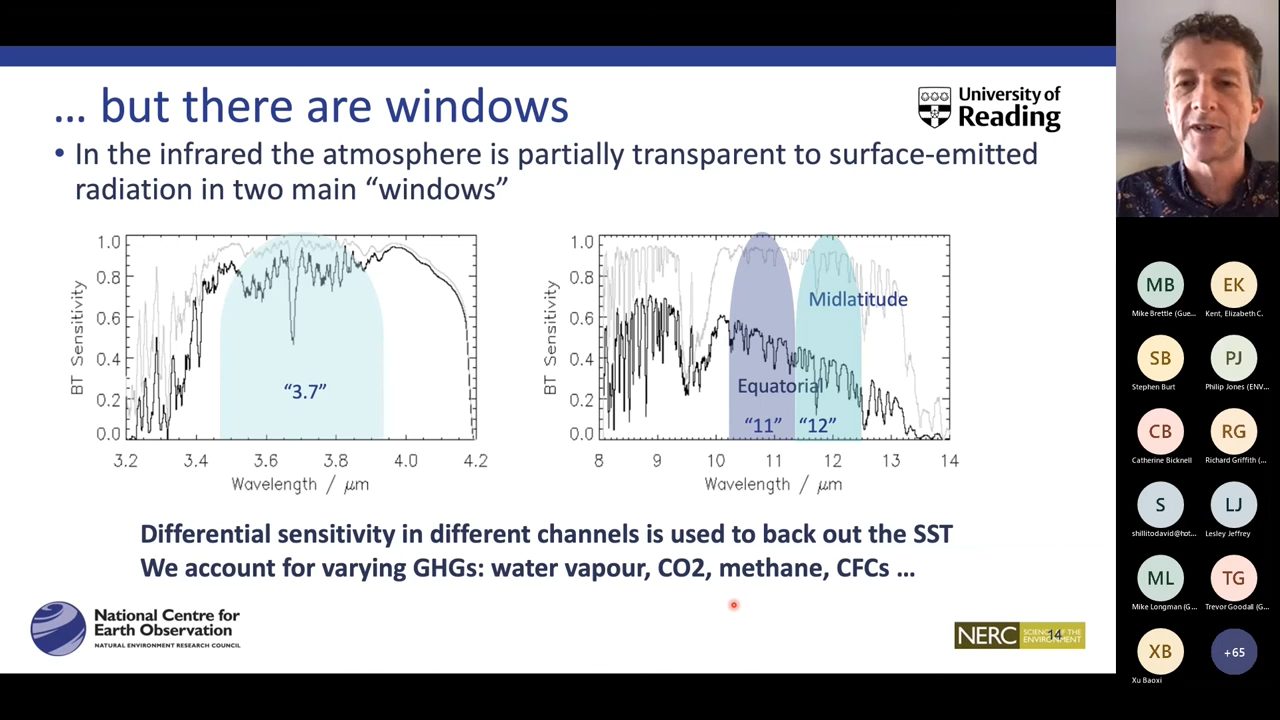 … but there are windows
University of
Reading
• In the infrared the atmosphere is partially transparent to surface-emitted
radiation in two main “windows”
BT Sensitivity
1.0
0.8
0.6
0.4
0.2
0.0
“3.7”
3.2 3.4 3.6 3.8 4.0 4.2
Wavelength / μm
BT Sensitivity
1.0
0.8
0.6
0.4
0.2
0.0
Midlatitude
Equatorial
“11” “12”
8 9 10 11 12 13 14
Wavelength / μm
Differential sensitivity in different channels is used to back out the SST
We account for varying GHGs: water vapour, CO2, methane, CFCs …
National Centre for
Earth Observation
NATURAL ENVIRONMENT RESEARCH COUNCIL
NERC
SCIENCE OF THE
ENVIRONMENT
14
MB EK
Mike Brettle (Gue... Kent, Elizabeth C.
SB PJ
Stephen Burt Philip Jones (ENV...
CB RG
Catherine Bicknell Richard Griffith (...
S LJ
shillitodavid@hot... Lesley Jeffrey
ML TG
Mike Longman (G... Trevor Goodall (G...
XB +65
Xu Baoxi